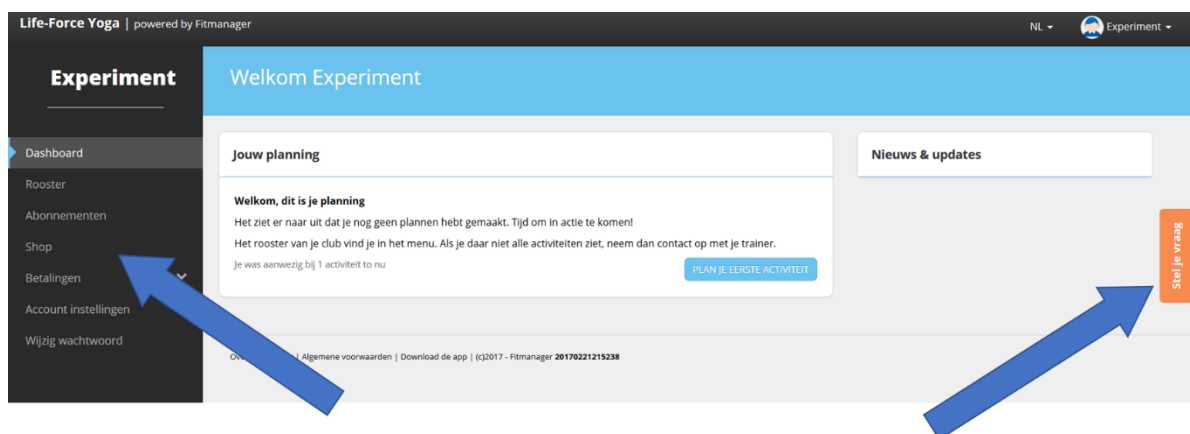 Life-Force Yoga | powered by Fitmanager
NL
Experiment
Experiment
Welkom Experiment
Dashboard
Rooster
Abonnementen
Shop
Betalingen
Account instellingen
Wijzig wachtwoord
Jouw planning
Welkom, dit is je planning
Het ziet er naar uit dat je nog geen plannen hebt gemaakt. Tijd om in actie te komen!
Het rooster van je club vind je in het menu. Als je daar niet alle activiteiten ziet, neem dan contact op met je trainer.
Je was aanwezig bij 1 activiteit to nu
PLAN JE EERSTE ACTIVITEIT
Nieuws & updates
Stel je vraag
| Algemene voorwaarden | Download de app | (c)2017 - Fitmanager 20170221215238